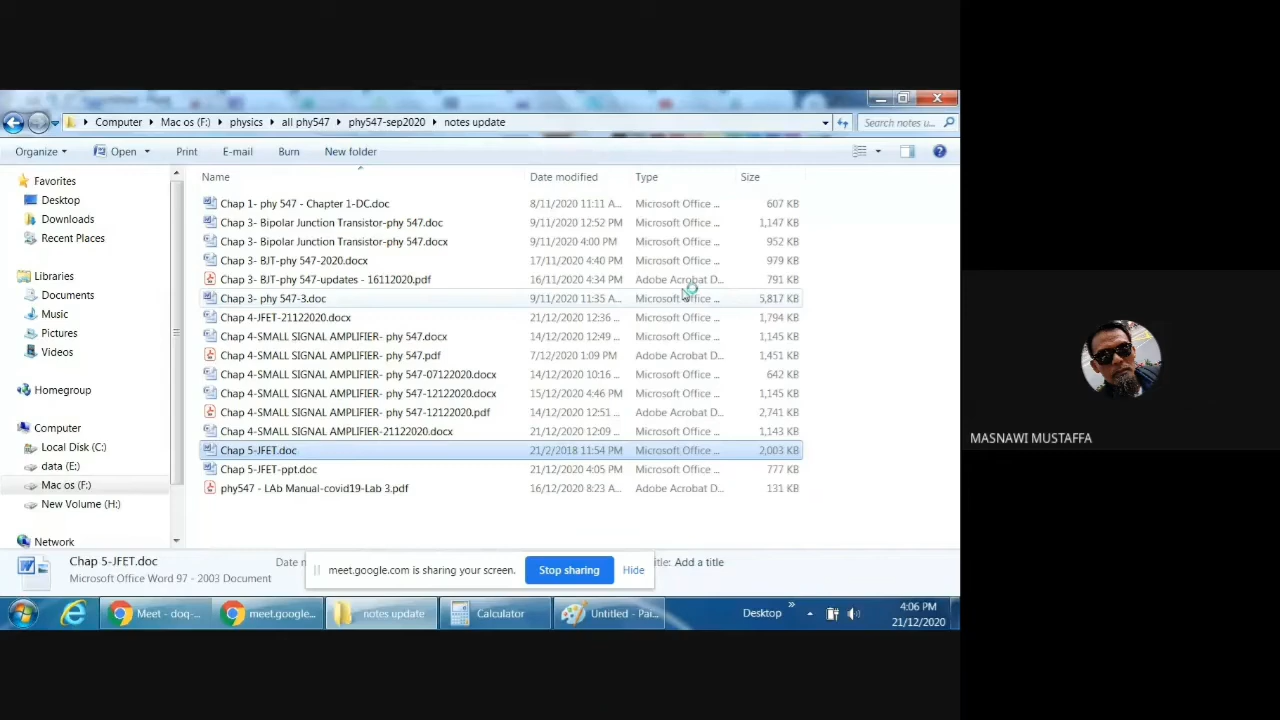 Computer Mac os (F:) physics all phy547 phy547-sep2020 notes update Search notes u...
Organize Open Print E-mail Burn New folder
Name Date modified Type Size
Favorites
Desktop
Downloads
Recent Places
Libraries
Documents
Music
Pictures
Videos
Homegroup
Computer
Local Disk (C:)
data (E:)
Mac os (F:)
New Volume (H:)
Network
Chap 1- phy 547 - Chapter 1-DC.doc 8/11/2020 11:11 A... Microsoft Office ... 607 KB
Chap 3- Bipolar Junction Transistor-phy 547.doc 9/11/2020 12:52 PM Microsoft Office ... 1,147 KB
Chap 3- Bipolar Junction Transistor-phy 547.docx 9/11/2020 4:00 PM Microsoft Office ... 952 KB
Chap 3- BJT-phy 547-2020.docx 17/11/2020 4:40 PM Microsoft Office ... 979 KB
Chap 3- BJT-phy 547-updates - 16112020.pdf 16/11/2020 4:34 PM Adobe Acrobat D... 791 KB
Chap 3- phy 547-3.doc 9/11/2020 11:35 A... Microsoft Office ... 5,817 KB
Chap 4-JFET-21122020.docx 21/12/2020 12:36 ... Microsoft Office ... 1,794 KB
Chap 4-SMALL SIGNAL AMPLIFIER- phy 547.docx 14/12/2020 12:49 ... Microsoft Office ... 1,145 KB
Chap 4-SMALL SIGNAL AMPLIFIER- phy 547.pdf 7/12/2020 1:09 PM Adobe Acrobat D... 1,451 KB
Chap 4-SMALL SIGNAL AMPLIFIER- phy 547-07122020.docx 14/12/2020 10:16 ... Microsoft Office ... 642 KB
Chap 4-SMALL SIGNAL AMPLIFIER- phy 547-12122020.docx 15/12/2020 4:46 PM Microsoft Office ... 1,145 KB
Chap 4-SMALL SIGNAL AMPLIFIER- phy 547-12122020.pdf 14/12/2020 12:51 ... Adobe Acrobat D... 2,741 KB
Chap 4-SMALL SIGNAL AMPLIFIER-21122020.docx 21/12/2020 12:09 ... Microsoft Office ... 1,143 KB
Chap 5-JFET.doc 21/2/2018 11:54 PM Microsoft Office ... 2,003 KB
Chap 5-JFET-ppt.doc 21/12/2020 4:05 PM Microsoft Office ... 777 KB
phy547 - LAb Manual-covid19-Lab 3.pdf 16/12/2020 8:23 A... Adobe Acrobat D... 131 KB
Chap 5-JFET.doc Date n itle: Add a title
Microsoft Office Word 97 - 2003 Document
meet.google.com is sharing your screen. Stop sharing Hide
Meet - doq-... meet.google... notes update Calculator Untitled - Pai... Desktop
4:06 PM
21/12/2020
MASNAWI MUSTAFFA